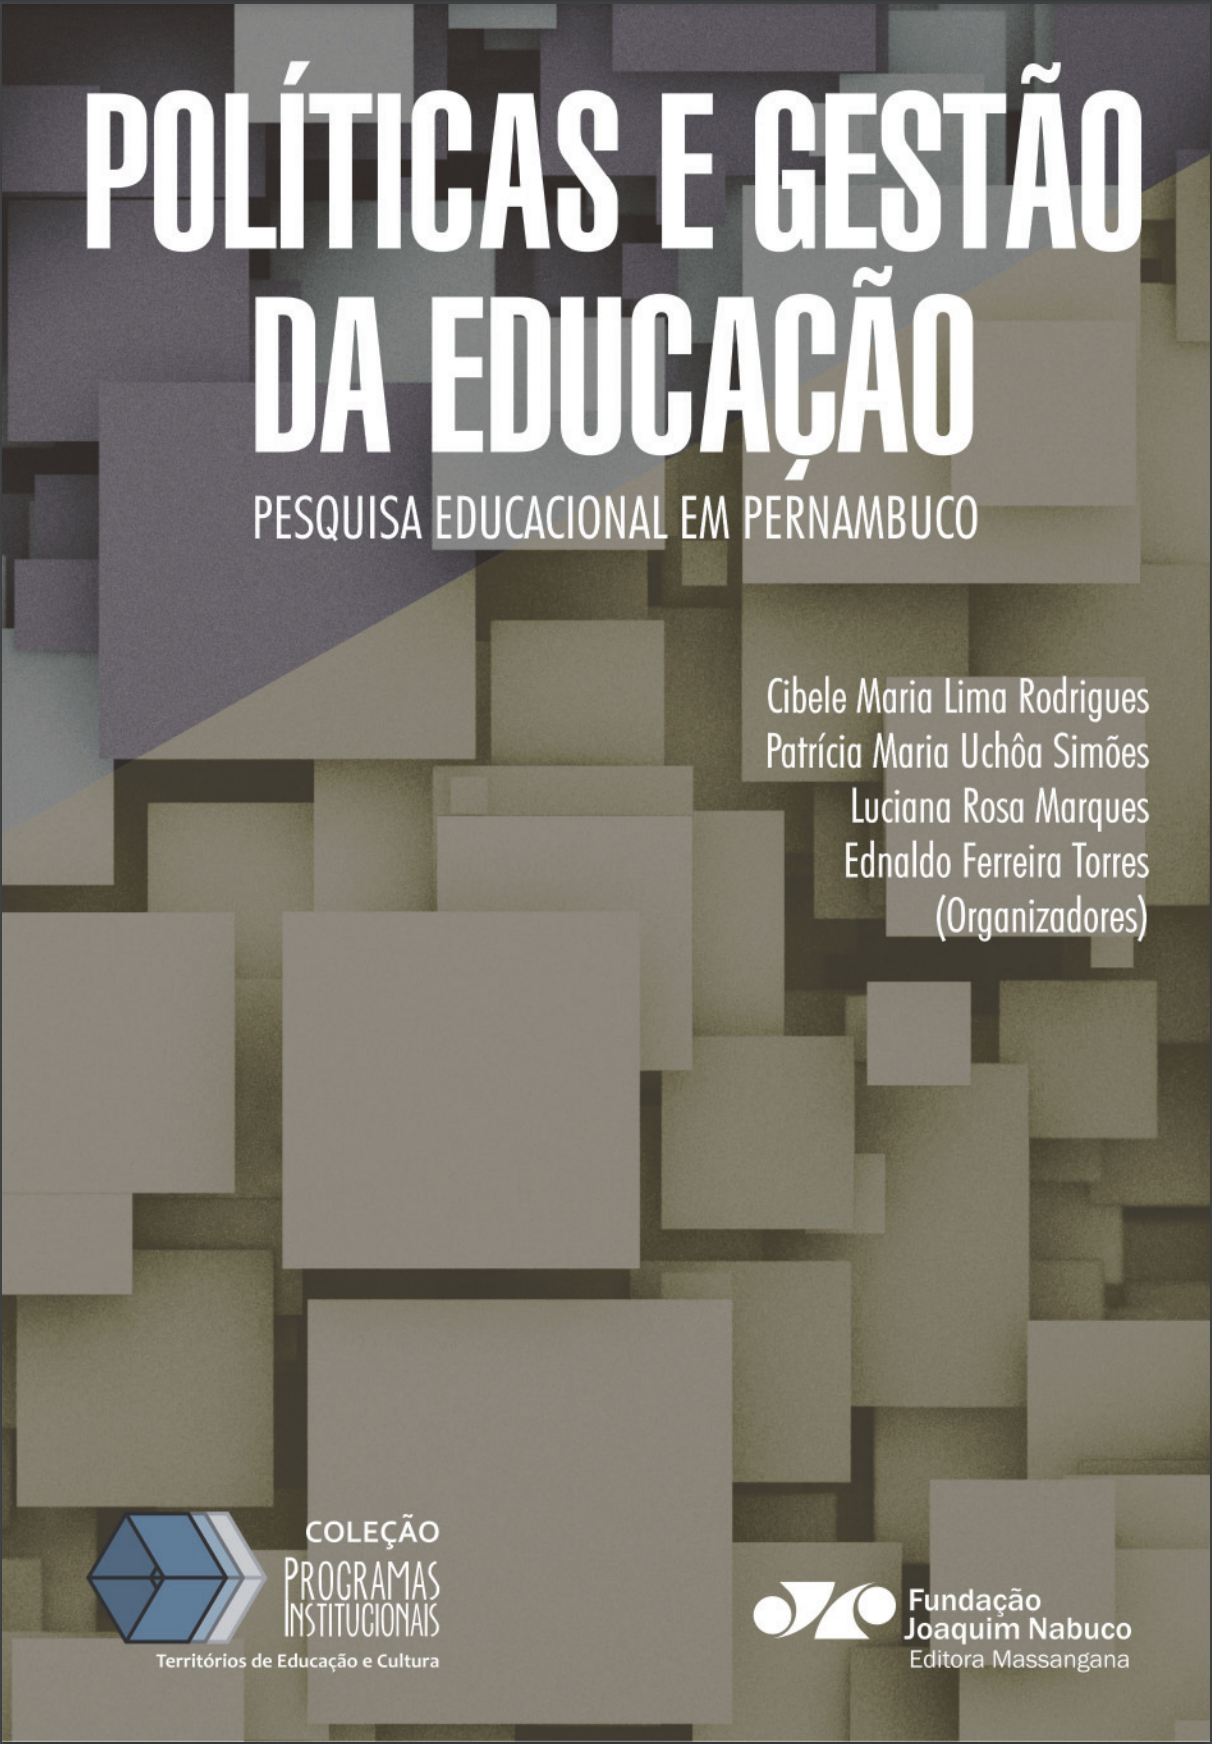 POLÍTICAS E GESTÃO
DA EDUCAÇÃO
PESQUISA EDUCACIONAL EM PERNAMBUCO
Cibele Maria Lima Rodrigues
Patrícia Maria Uchôa Simões
Luciana Rosa Marques
Ednaldo Ferreira Torres
(Organizadores)
COLEÇÃO
PROGRAMAS
INSTITUCIONAIS
Territórios de Educação e Cultura
Fundação
Joaquim Nabuco
Editora Massangana